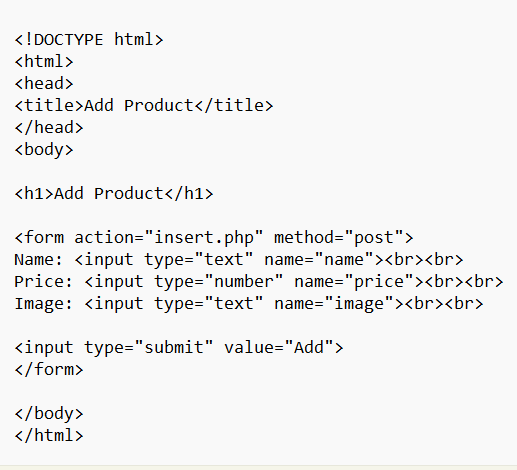 <!DOCTYPE html>
<html>
<head>
<title>Add Product</title>
</head>
<body>
<h1>Add Product</h1>
<form action="insert.php" method="post">
Name: <input type="text" name="name"><br><br>
Price: <input type="number" name="price"><br><br>
Image: <input type="text" name="image"><br><br>
<input type="submit" value="Add">
</form>
</body>
</html>